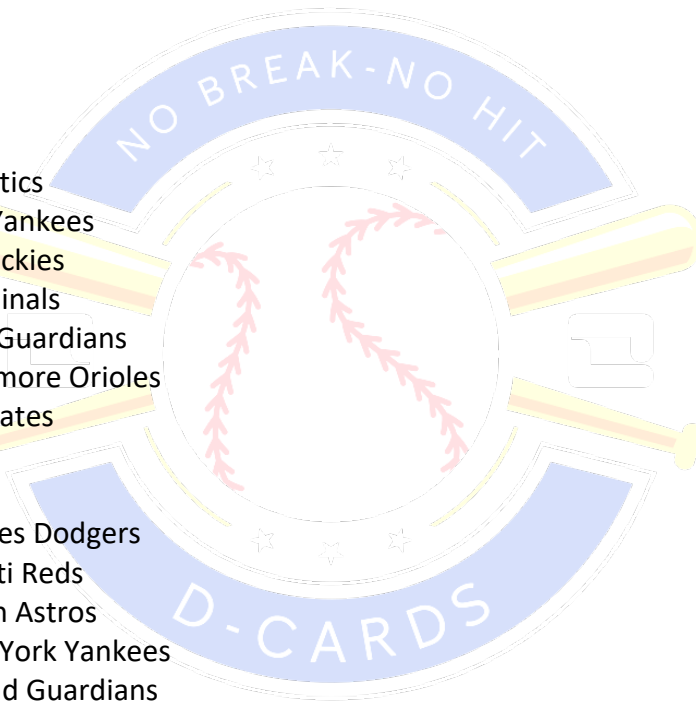 NO BREAK-NO HIT
tics
Yankees
ckies
inals
Guardians
more Orioles
ates
es Dodgers
ti Reds
n Astros
York Yankees
d Guardians
D-CARDS